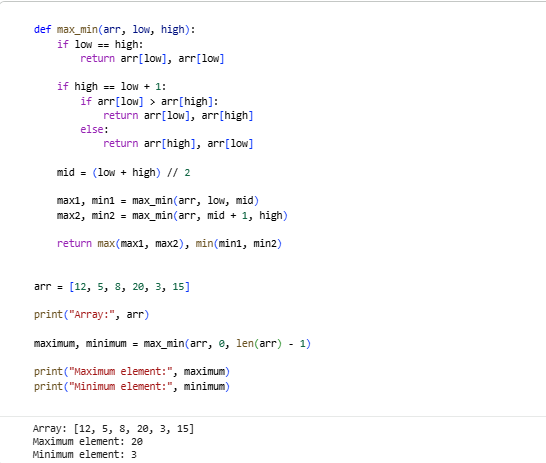 def max_min(arr, low, high):
    if low == high:
        return arr[low], arr[low]
    if high == low + 1:
        if arr[low] > arr[high]:
            return arr[low], arr[high]
        else:
            return arr[high], arr[low]
    mid = (low + high) // 2
    max1, min1 = max_min(arr, low, mid)
    max2, min2 = max_min(arr, mid + 1, high)
    return max(max1, max2), min(min1, min2)
arr = [12, 5, 8, 20, 3, 15]
print("Array:", arr)
maximum, minimum = max_min(arr, 0, len(arr) - 1)
print("Maximum element:", maximum)
print("Minimum element:", minimum)
Array: [12, 5, 8, 20, 3, 15]
Maximum element: 20
Minimum element: 3